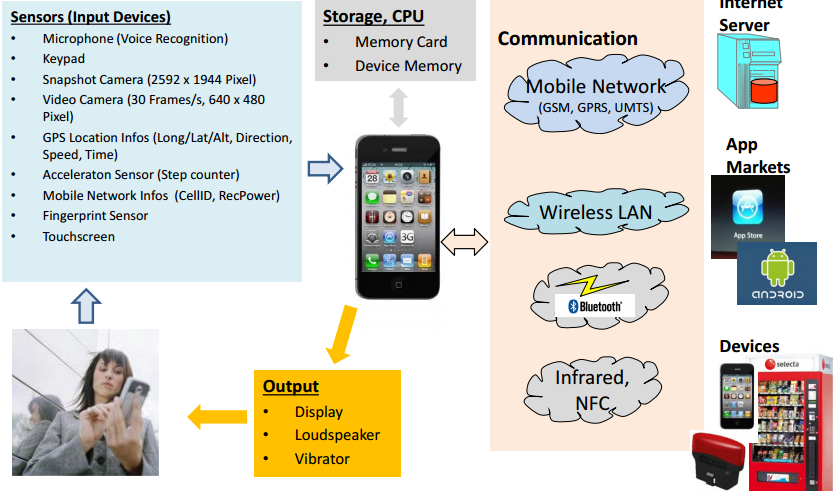 Sensors (Input Devices)
• Microphone (Voice Recognition)
• Keypad
• Snapshot Camera (2592 x 1944 Pixel)
• Video Camera (30 Frames/s, 640 x 480
Pixel)
• GPS Location Infos (Long/Lat/Alt, Direction,
Speed, Time)
• Acceleraton Sensor (Step counter)
• Mobile Network Infos (CellID, RecPower)
• Fingerprint Sensor
• Touchscreen
Storage, CPU
• Memory Card
• Device Memory
Communication
Mobile Network
(GSM, GPRS, UMTS)
Wireless LAN
Bluetooth
Infrared,
NFC
Internet
Server
App
Markets
App Store
ANDROID
Devices
selecta
Output
• Display
• Loudspeaker
• Vibrator
28
3G